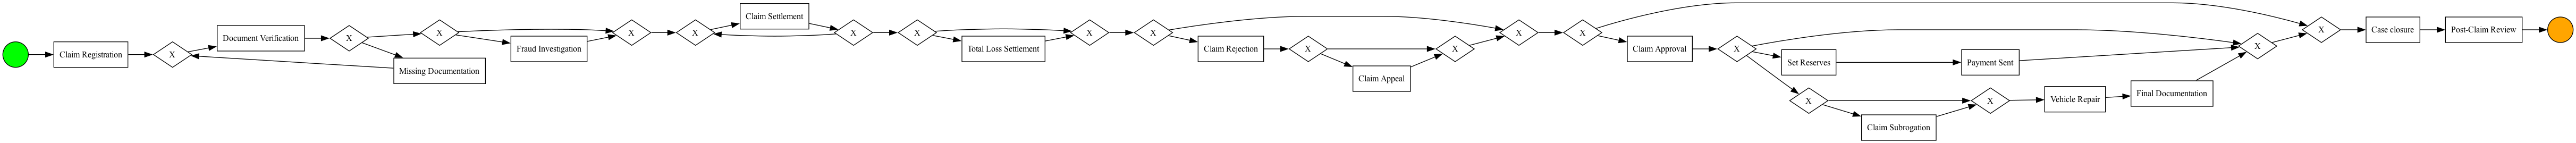 Claim Registration
X
Document Verification
X
Missing Documentation
X
Fraud Investigation
X
X
Claim Settlement
X
X
Total Loss Settlement
X
X
Claim Rejection
X
Claim Appeal
X
X
X
Claim Approval
X
Set Reserves
Payment Sent
X
Claim Subrogation
X
Vehicle Repair
Final Documentation
X
X
Case closure
Post-Claim Review